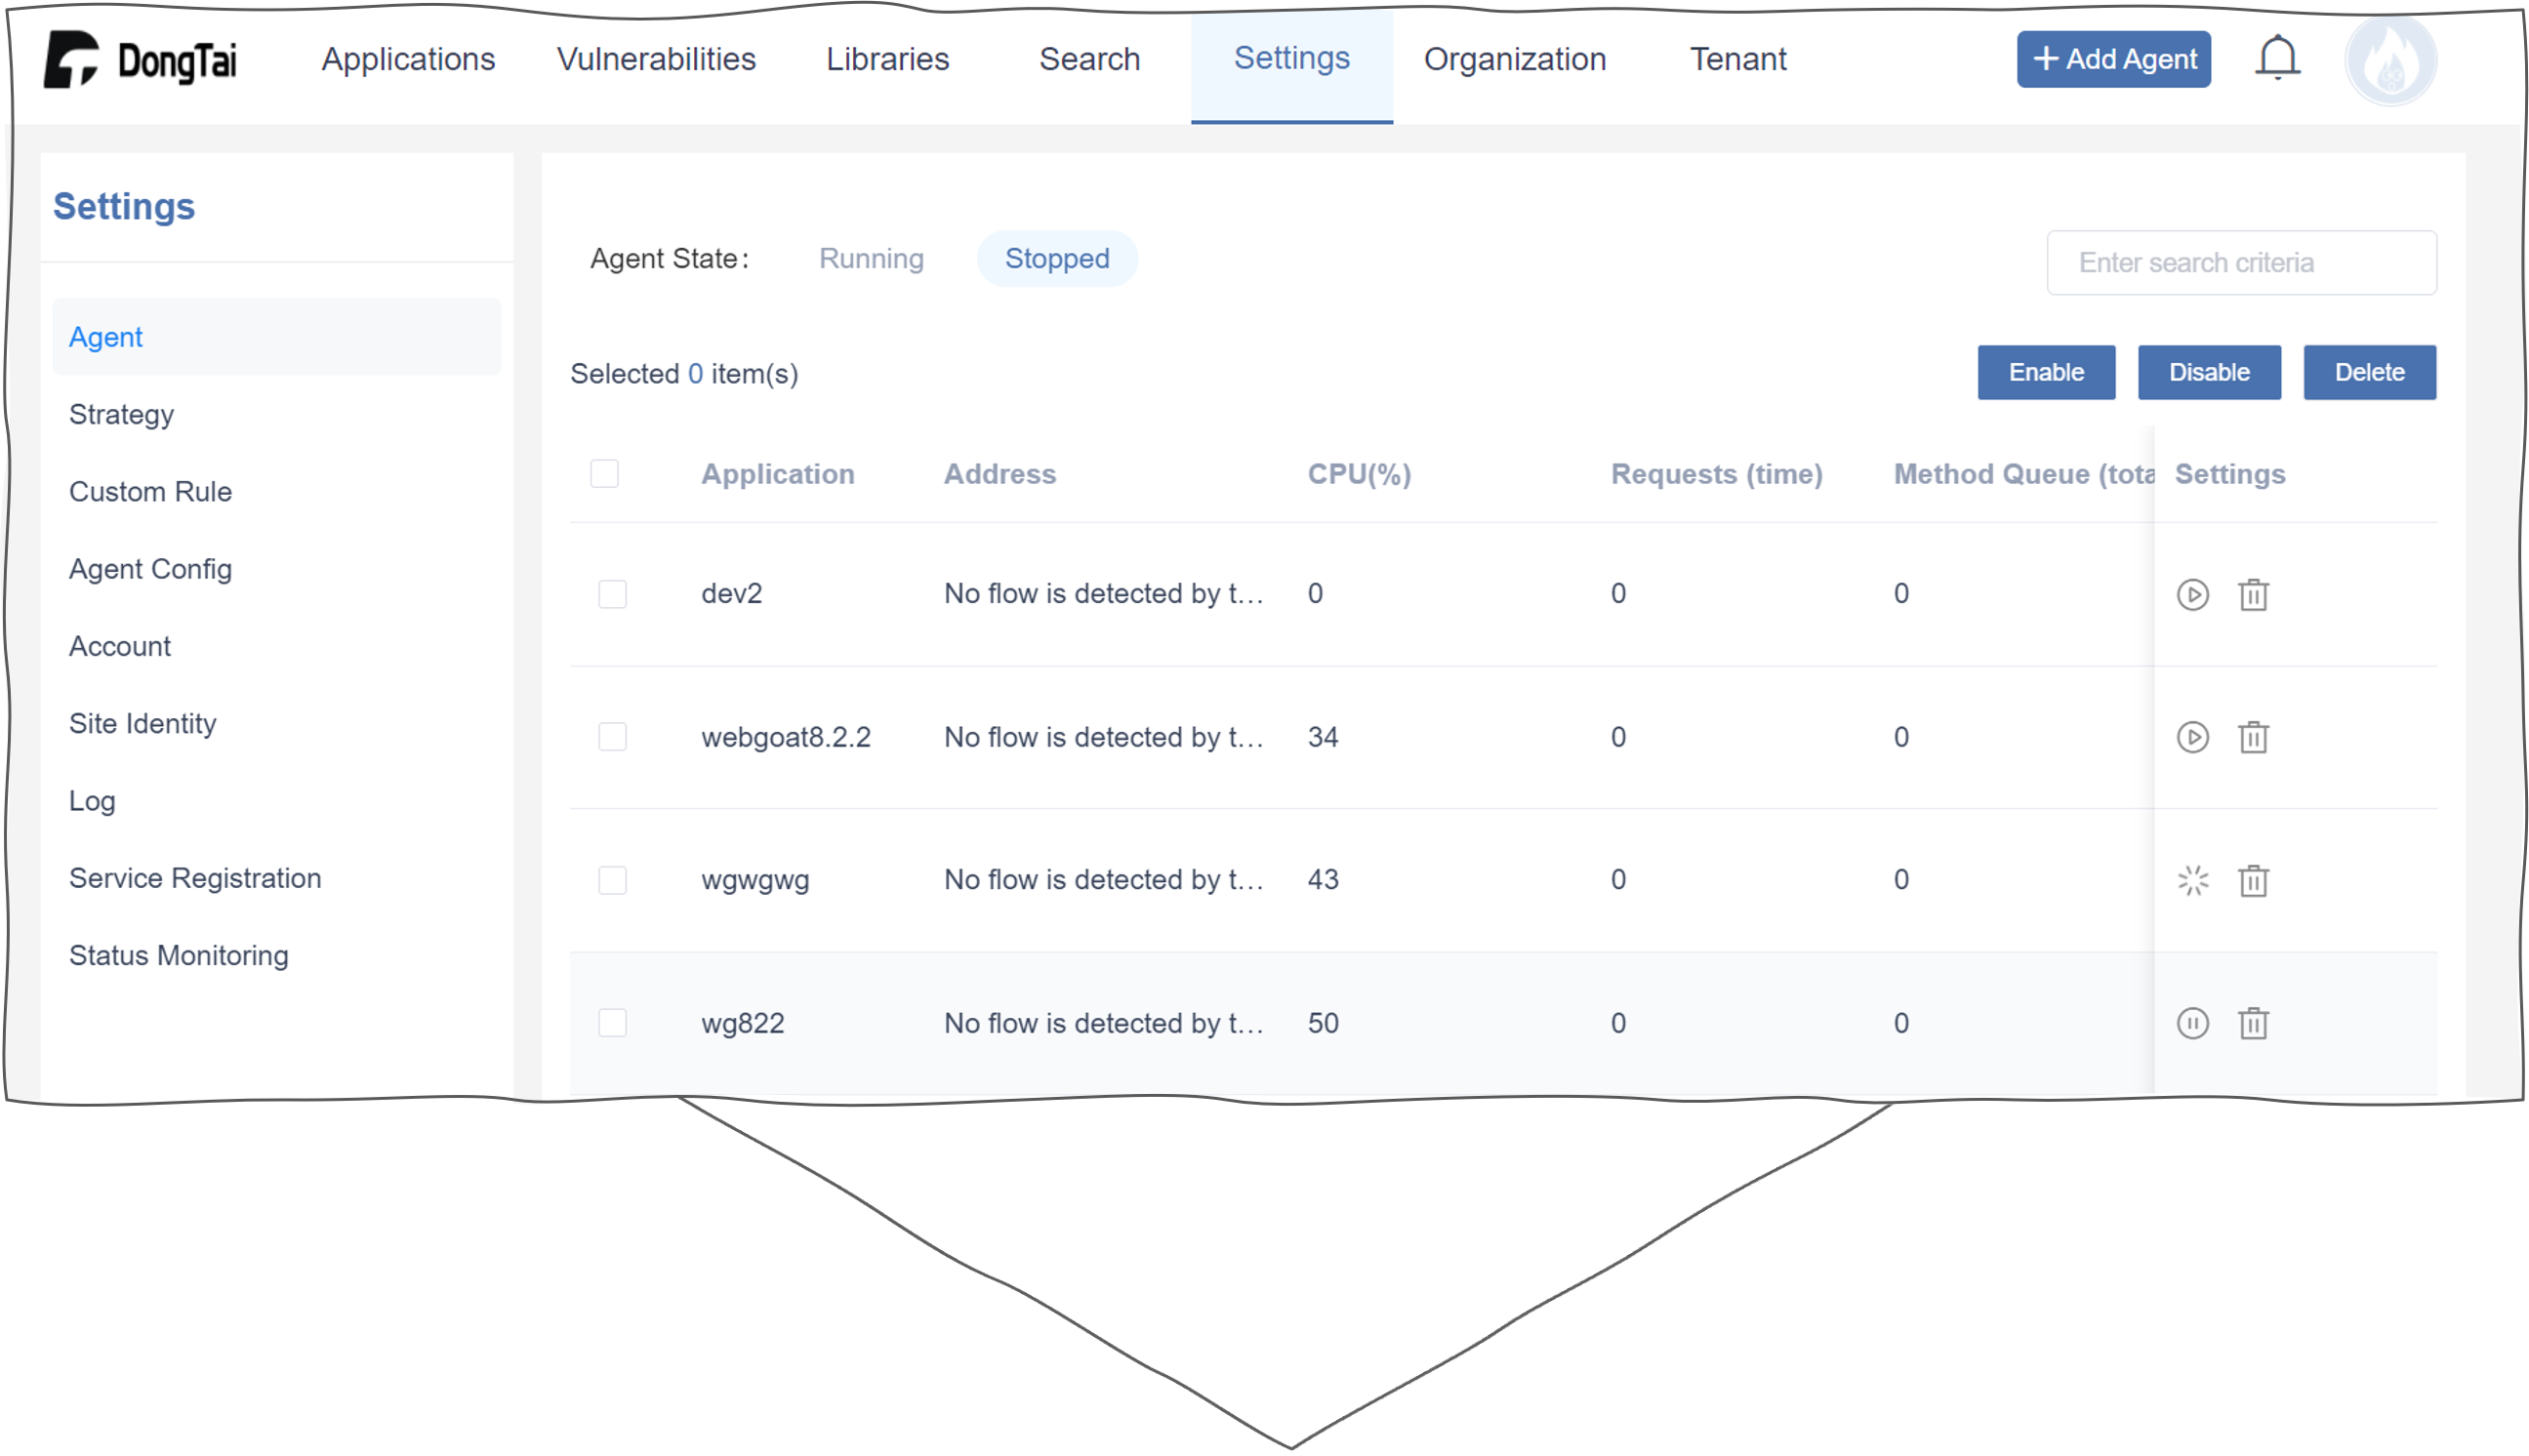 DongTai Applications Vulnerabilities Libraries Search Settings Organization Tenant + Add Agent
Settings
Agent State: Running Stopped Enter search criteria
Agent
Selected 0 item(s) Enable Disable Delete
Strategy
Application Address CPU(%) Requests (time) Method Queue (tota Settings
Custom Rule
Agent Config
dev2 No flow is detected by t... 0 0 0
Account
Site Identity
webgoat8.2.2 No flow is detected by t... 34 0 0
Log
Service Registration
wgwgwg No flow is detected by t... 43 0 0
Status Monitoring
wg822 No flow is detected by t... 50 0 0